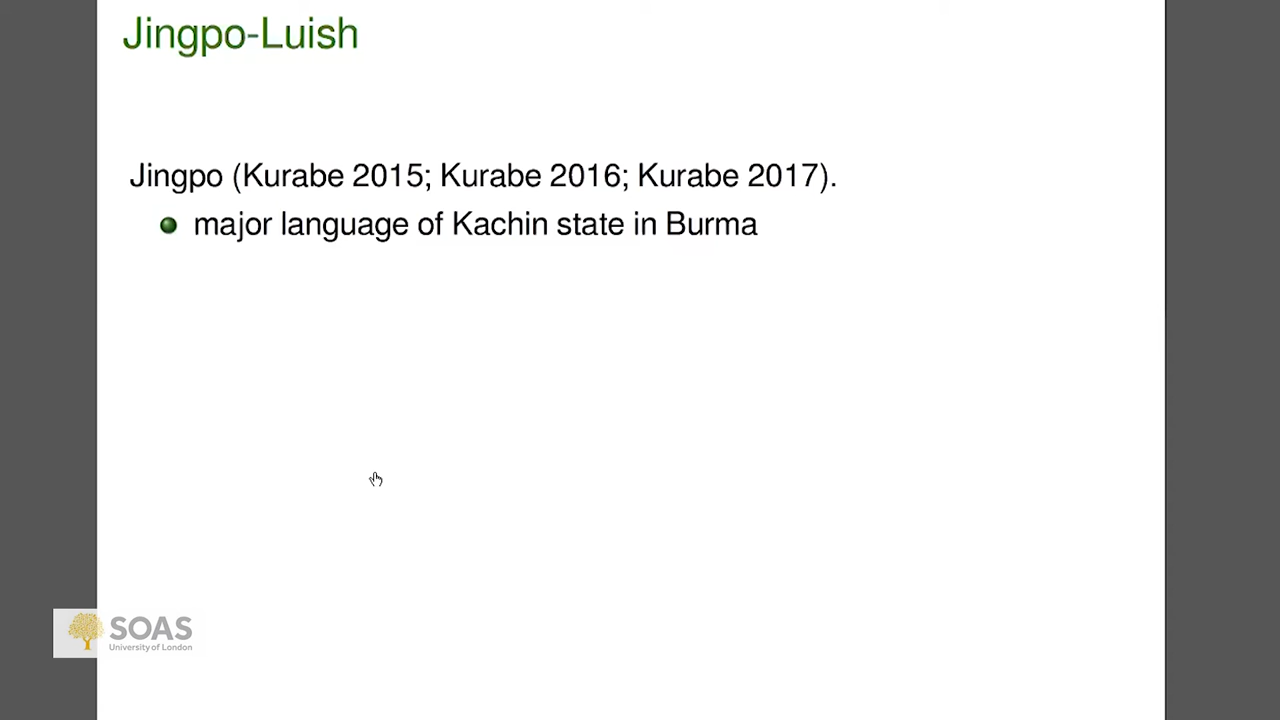 Jingpo-Luish
Jingpo (Kurabe 2015; Kurabe 2016; Kurabe 2017).
major language of Kachin state in Burma
SOAS
University of London